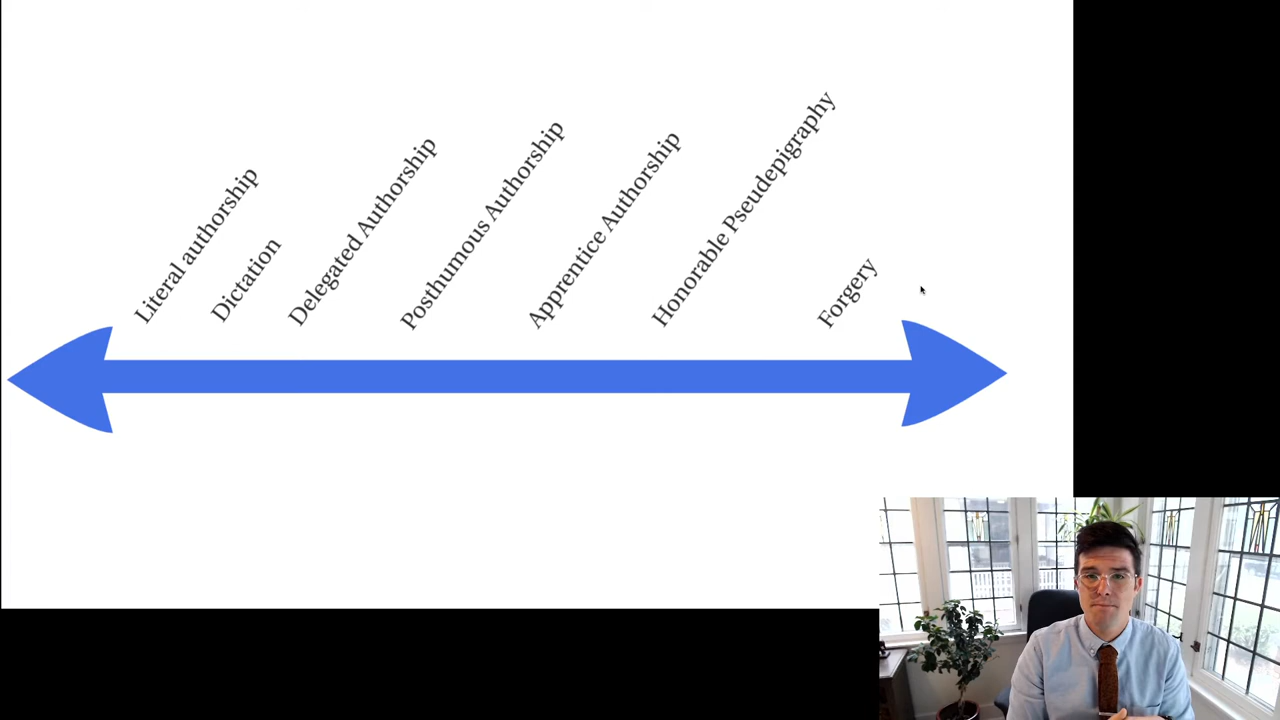 Literal authorship
Dictation
Delegated Authorship
Posthumous Authorship
Apprentice Authorship
Honorable Pseudepigraphy
Forgery